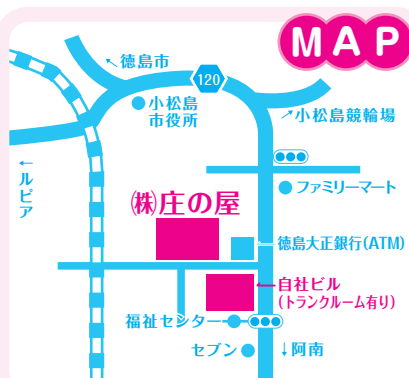 MAP
徳島市
120
小松島
市役所
小松島競輪場
ルピア
ファミリーマート
㈱庄の屋
徳島大正銀行(ATM)
自社ビル
(トランクルーム有り)
福祉センター
セブン
阿南